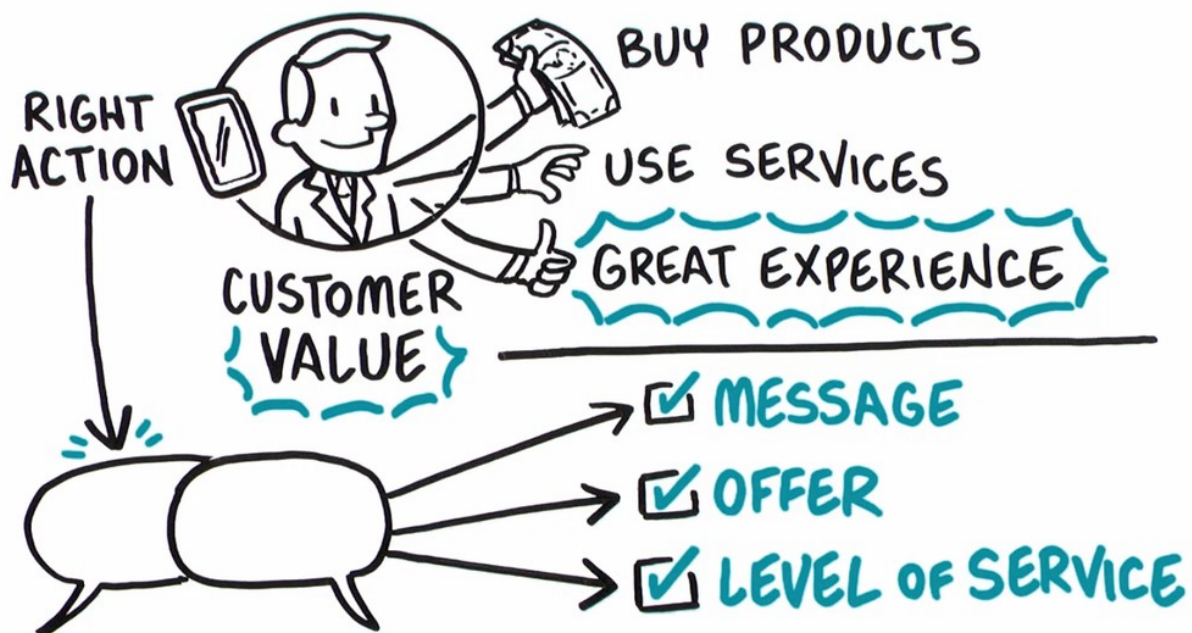 RIGHT
ACTION
BUY PRODUCTS
USE SERVICES
GREAT EXPERIENCE
CUSTOMER
VALUE
MESSAGE
OFFER
LEVEL OF SERVICE